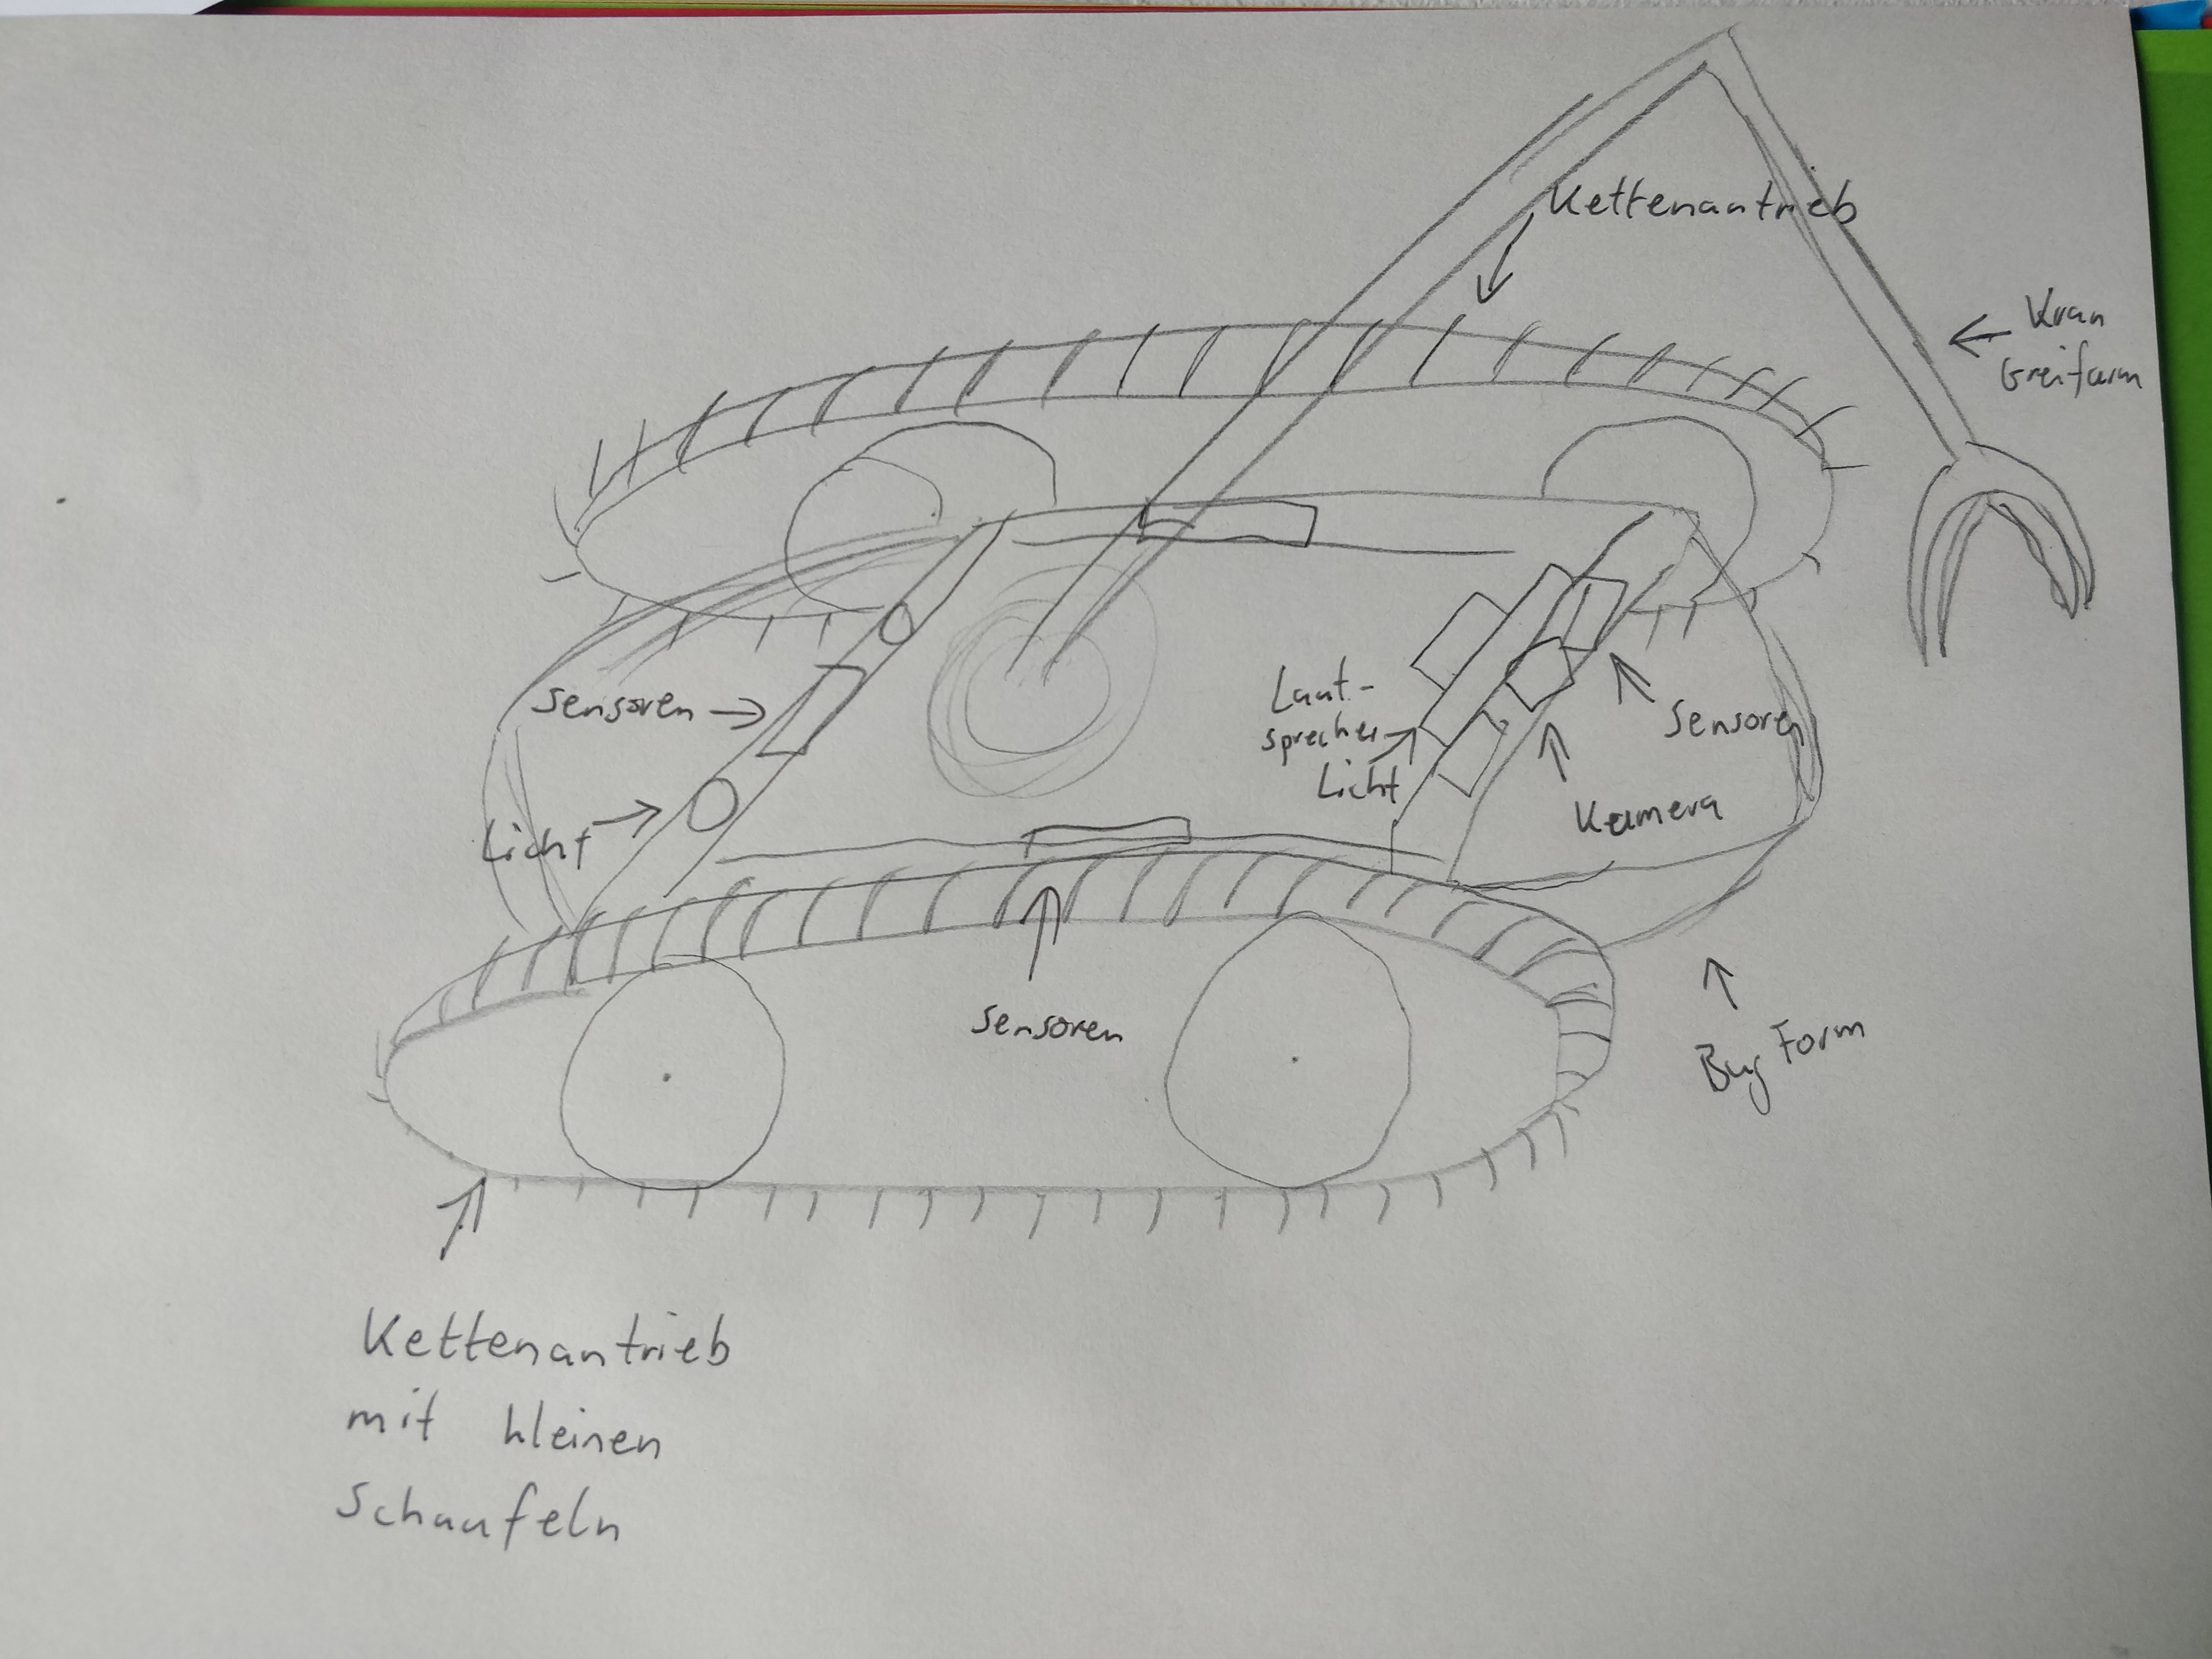 Kettenantrieb
Kran
Greifarm
Sensoren
Licht
Laut-
sprecher
Licht
Sensoren
Kamera
Sensoren
Bug Form
Kettenantrieb
mit kleinen
Schaufeln